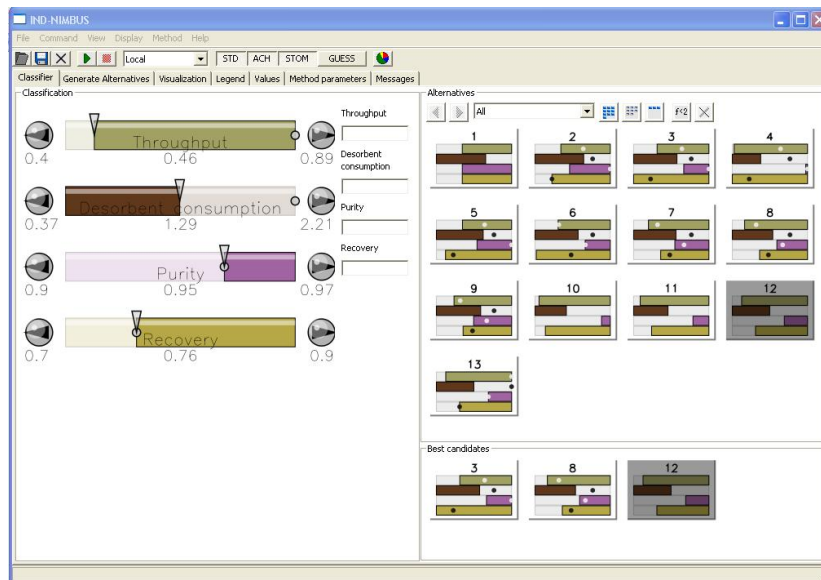 IND-NIMBUS
File Command View Display Method Help
Local STD ACH STOM GUESS
Classifier Generate Alternatives Visualization Legend Values Method parameters Messages
Classification
Throughput
0.4 0.46 0.89
Desorbent consumption
0.37 1.29 2.21
Purity
0.9 0.95 0.97
Recovery
0.7 0.76 0.9
Throughput
Desorbent
consumption
Purity
Recovery
Alternatives
All f<2
1 2 3 4
5 6 7 8
9 10 11 12
13
Best candidates
3 8 12